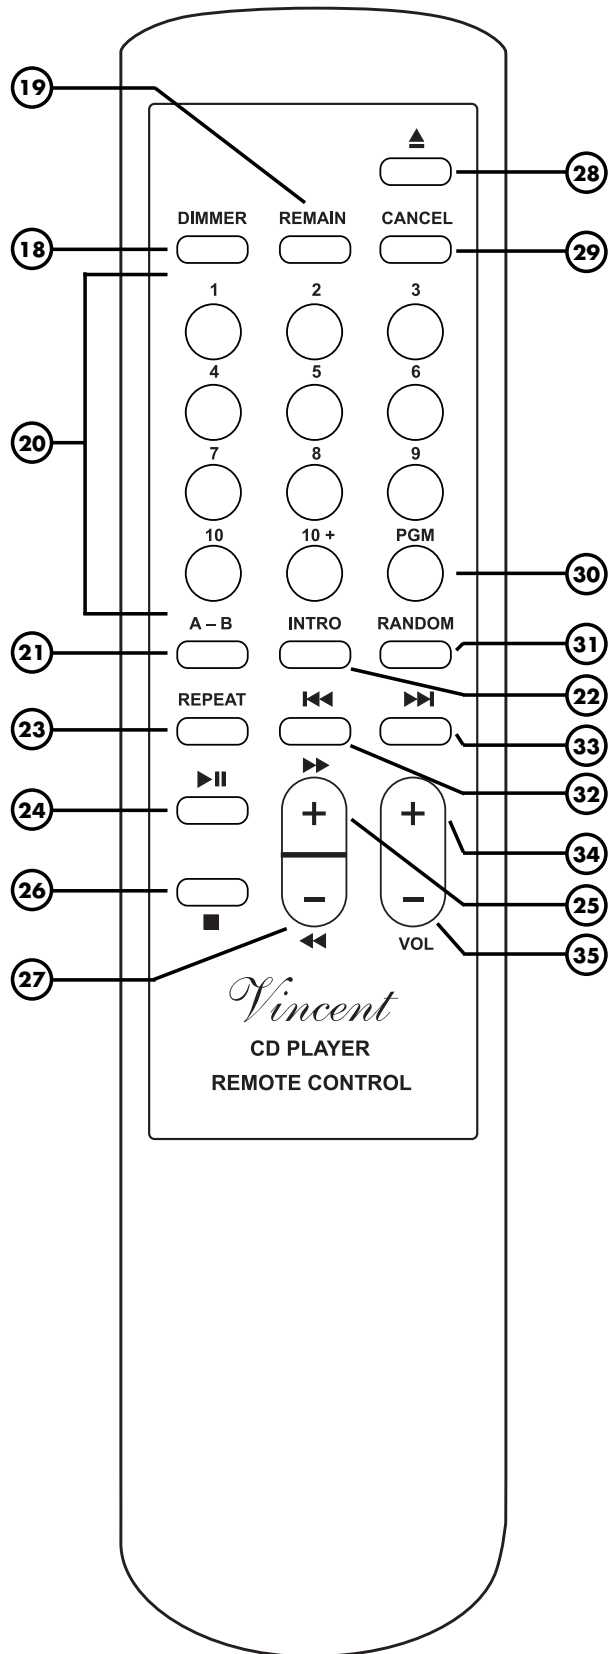 19
28
DIMMER REMAIN CANCEL
18
29
1 2 3
4 5 6
20
7 8 9
10 10 + PGM
30
A – B INTRO RANDOM
21
31
22
REPEAT
23
33
32
24
+ +
34
26
25
– –
VOL
35
27
Vincent
CD PLAYER
REMOTE CONTROL